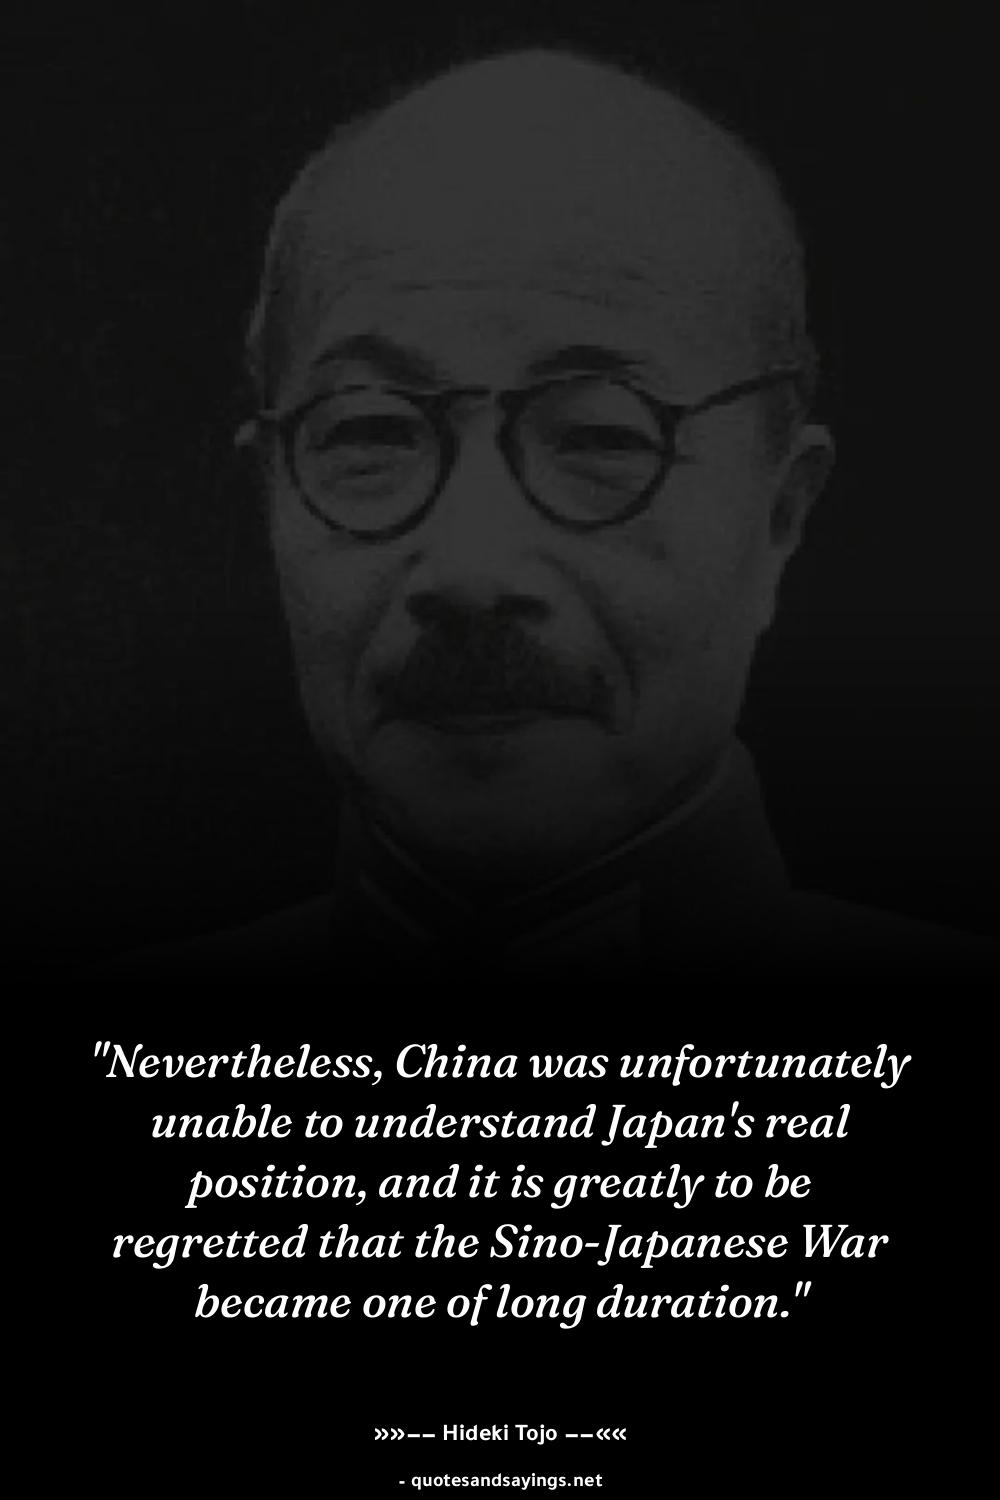 "Nevertheless, China was unfortunately
unable to understand Japan's real
position, and it is greatly to be
regretted that the Sino-Japanese War
became one of long duration."
»»−− Hideki Tojo −−««
- quotesandsayings.net